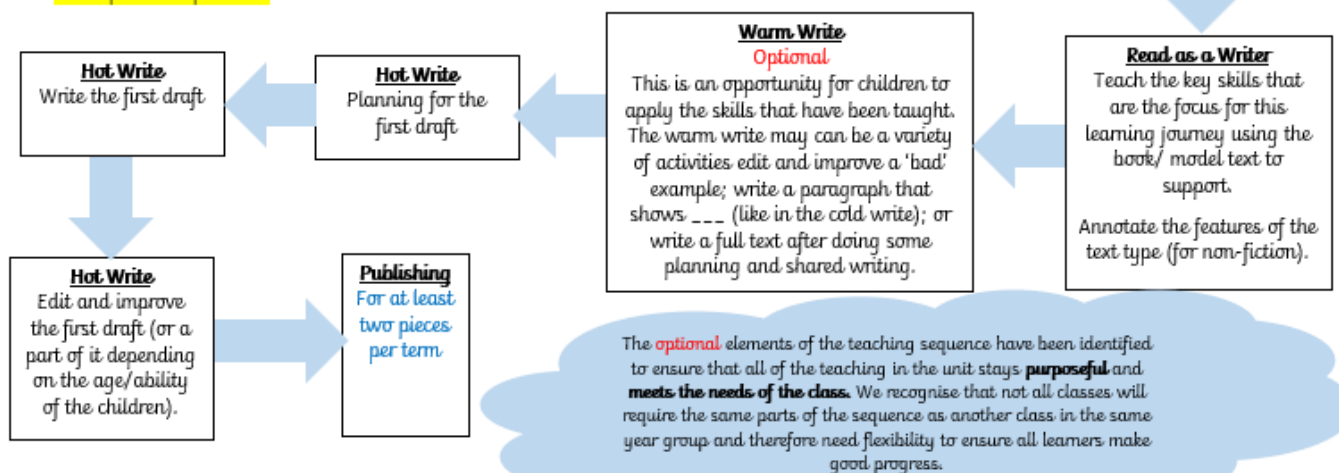 Read as a Writer
Teach the key skills that
are the focus for this
learning journey using the
book/ model text to
support.
Annotate the features of the
text type (for non-fiction).
Warm Write
Optional
This is an opportunity for children to
apply the skills that have been taught.
The warm write may can be a variety
of activities edit and improve a 'bad'
example; write a paragraph that
shows ___ (like in the cold write); or
write a full text after doing some
planning and shared writing.
Hot Write
Planning for the
first draft
Hot Write
Write the first draft
Hot Write
Edit and improve
the first draft (or a
part of it depending
on the age/ability
of the children).
Publishing
For at least
two pieces
per term
The optional elements of the teaching sequence have been identified
to ensure that all of the teaching in the unit stays purposeful and
meets the needs of the class. We recognise that not all classes will
require the same parts of the sequence as another class in the same
year group and therefore need flexibility to ensure all learners make
good progress.